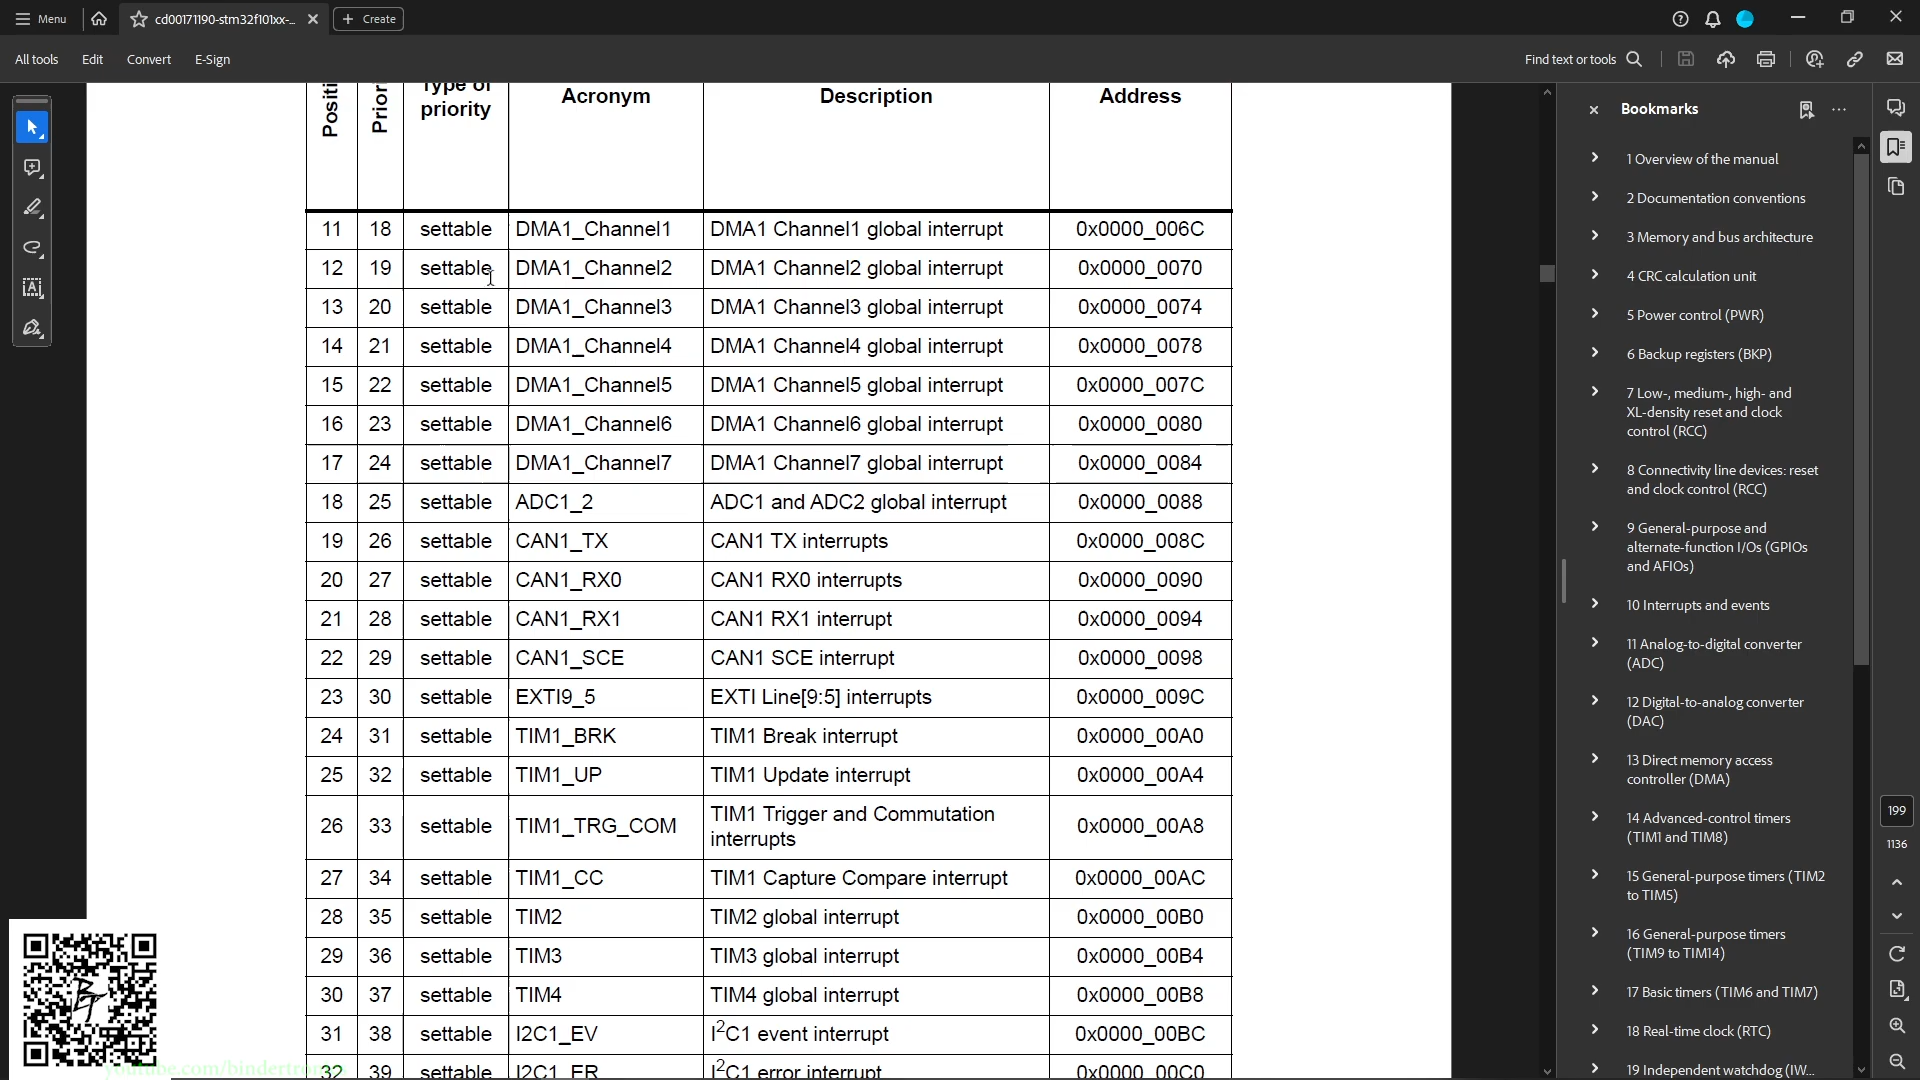 Menu
cd00171190-stm32f101xx-...
Create
All tools
Edit
Convert
E-Sign
Find text or tools
Positi
Priori
Type of priority
Acronym
Description
Address
11 18 settable DMA1_Channel1 DMA1 Channel1 global interrupt 0x0000_006C
12 19 settable DMA1_Channel2 DMA1 Channel2 global interrupt 0x0000_0070
13 20 settable DMA1_Channel3 DMA1 Channel3 global interrupt 0x0000_0074
14 21 settable DMA1_Channel4 DMA1 Channel4 global interrupt 0x0000_0078
15 22 settable DMA1_Channel5 DMA1 Channel5 global interrupt 0x0000_007C
16 23 settable DMA1_Channel6 DMA1 Channel6 global interrupt 0x0000_0080
17 24 settable DMA1_Channel7 DMA1 Channel7 global interrupt 0x0000_0084
18 25 settable ADC1_2 ADC1 and ADC2 global interrupt 0x0000_0088
19 26 settable CAN1_TX CAN1 TX interrupts 0x0000_008C
20 27 settable CAN1_RX0 CAN1 RX0 interrupts 0x0000_0090
21 28 settable CAN1_RX1 CAN1 RX1 interrupt 0x0000_0094
22 29 settable CAN1_SCE CAN1 SCE interrupt 0x0000_0098
23 30 settable EXTI9_5 EXTI Line[9:5] interrupts 0x0000_009C
24 31 settable TIM1_BRK TIM1 Break interrupt 0x0000_00A0
25 32 settable TIM1_UP TIM1 Update interrupt 0x0000_00A4
26 33 settable TIM1_TRG_COM TIM1 Trigger and Commutation interrupts 0x0000_00A8
27 34 settable TIM1_CC TIM1 Capture Compare interrupt 0x0000_00AC
28 35 settable TIM2 TIM2 global interrupt 0x0000_00B0
29 36 settable TIM3 TIM3 global interrupt 0x0000_00B4
30 37 settable TIM4 TIM4 global interrupt 0x0000_00B8
31 38 settable I2C1_EV I²C1 event interrupt 0x0000_00BC
32 39 settable I2C1_ER I²C1 error interrupt 0x0000_00C0
BT
Bookmarks
1 Overview of the manual
2 Documentation conventions
3 Memory and bus architecture
4 CRC calculation unit
5 Power control (PWR)
6 Backup registers (BKP)
7 Low-, medium-, high- and
XL-density reset and clock
control (RCC)
8 Connectivity line devices: reset
and clock control (RCC)
9 General-purpose and
alternate-function I/Os (GPIOs
and AFIOs)
10 Interrupts and events
11 Analog-to-digital converter
(ADC)
12 Digital-to-analog converter
(DAC)
13 Direct memory access
controller (DMA)
14 Advanced-control timers
(TIM1 and TIM8)
15 General-purpose timers (TIM2
to TIM5)
16 General-purpose timers
(TIM9 to TIM14)
17 Basic timers (TIM6 and TIM7)
18 Real-time clock (RTC)
19 Independent watchdog (IW...
199
1136